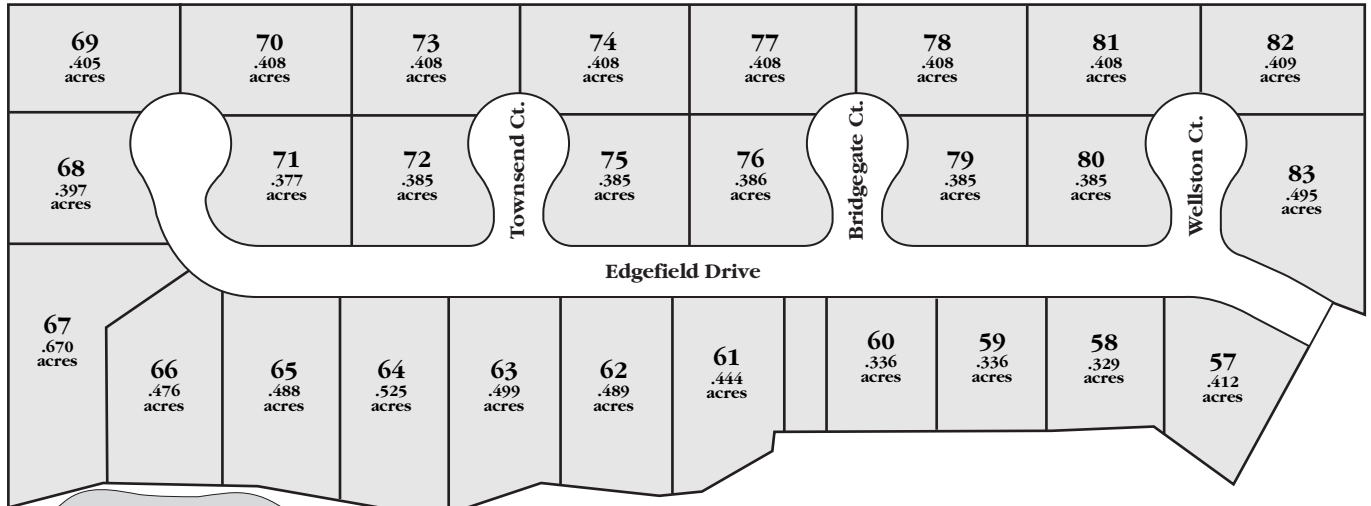 69
.405
acres
70
.408
acres
73
.408
acres
74
.408
acres
77
.408
acres
78
.408
acres
81
.408
acres
82
.409
acres
68
.397
acres
71
.377
acres
72
.385
acres
Townsend Ct.
75
.385
acres
76
.386
acres
Bridgegate Ct.
79
.385
acres
80
.385
acres
Wellston Ct.
83
.495
acres
Edgefield Drive
67
.670
acres
66
.476
acres
65
.488
acres
64
.525
acres
63
.499
acres
62
.489
acres
61
.444
acres
60
.336
acres
59
.336
acres
58
.329
acres
57
.412
acres